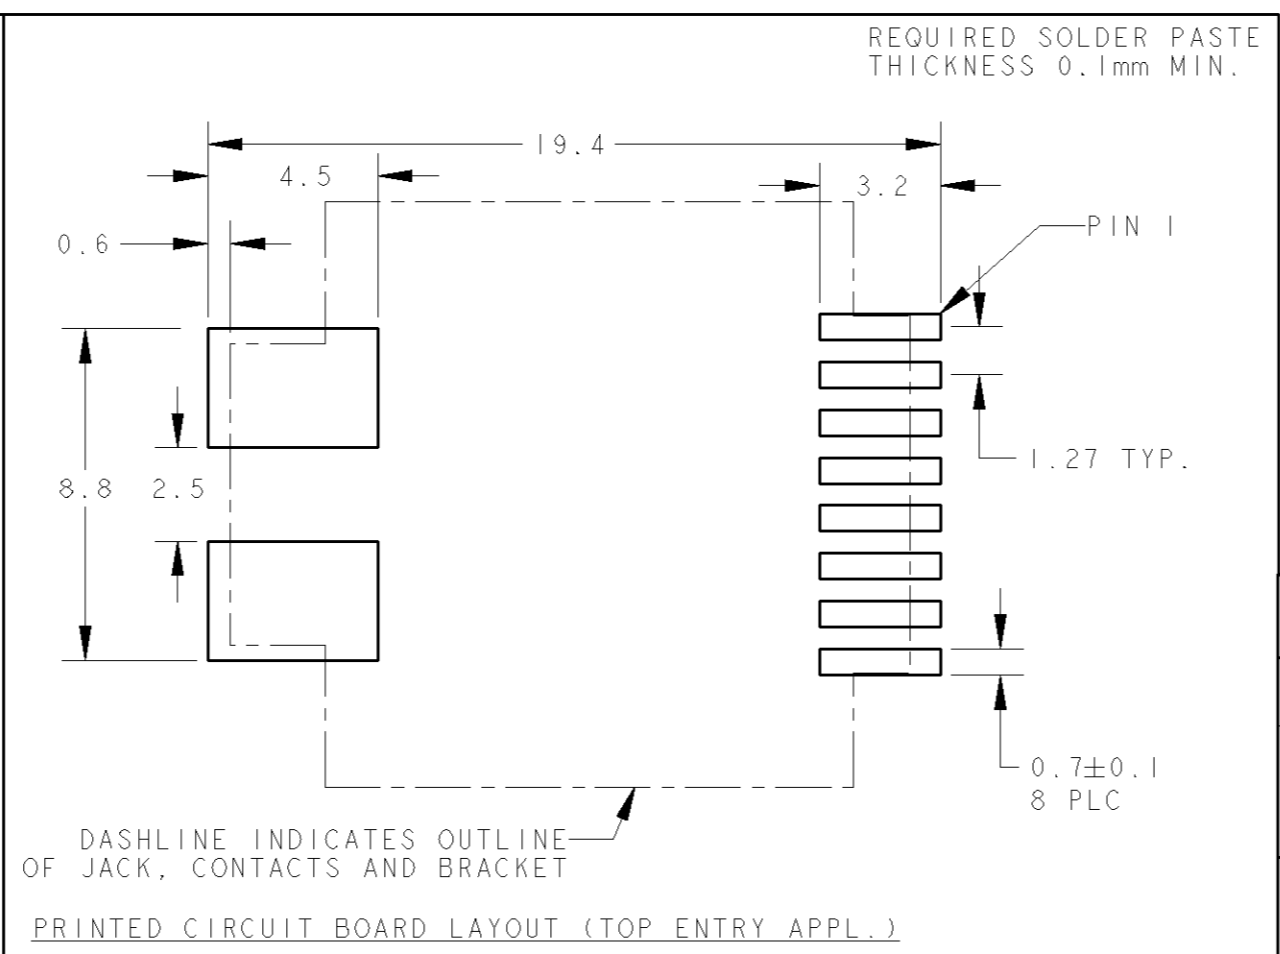 REQUIRED SOLDER PASTE
THICKNESS 0.1mm MIN.
19.4
4.5
3.2
0.6
PIN 1
8.8
2.5
1.27 TYP.
0.7±0.1
8 PLC
DASHLINE INDICATES OUTLINE
OF JACK, CONTACTS AND BRACKET
PRINTED CIRCUIT BOARD LAYOUT (TOP ENTRY APPL.)